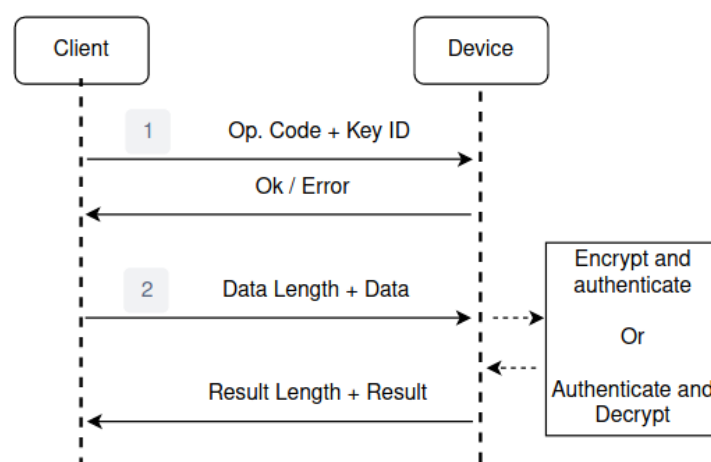 Client
Device
1
Op. Code + Key ID
Ok / Error
2
Data Length + Data
Encrypt and
authenticate
Or
Authenticate and
Decrypt
Result Length + Result